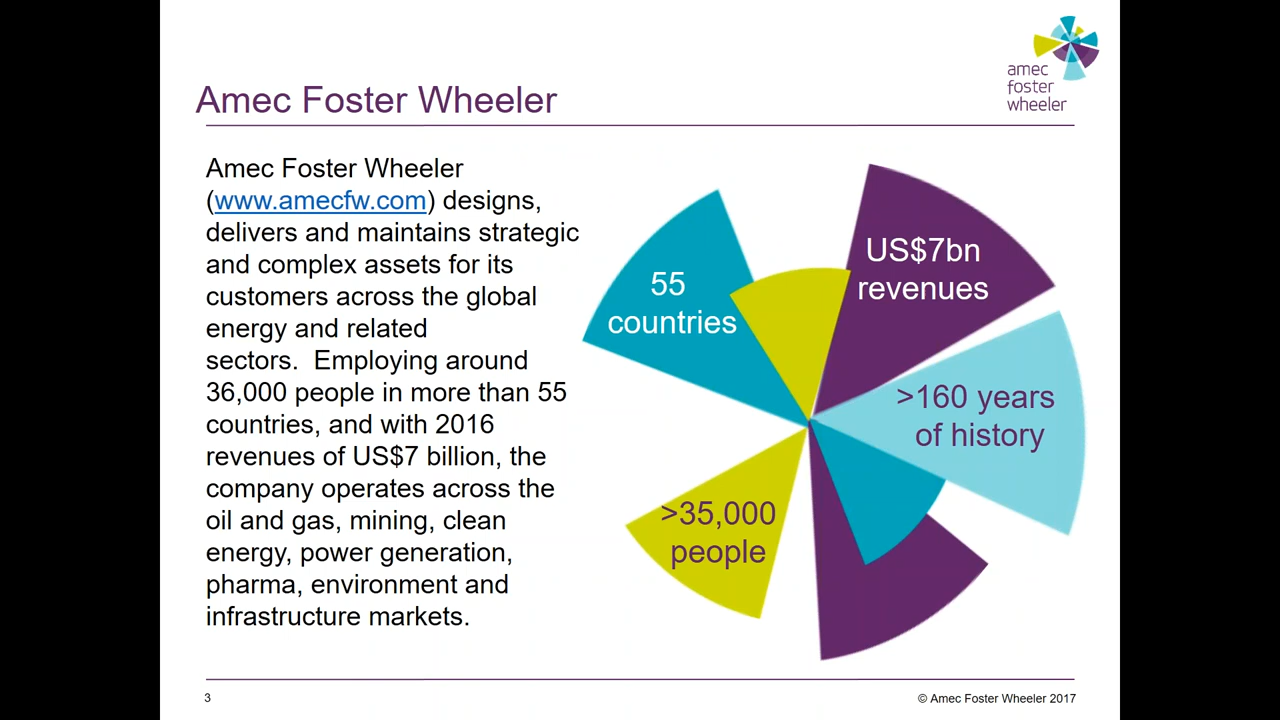 amec
foster
wheeler
Amec Foster Wheeler
Amec Foster Wheeler
(www.amecfw.com) designs,
delivers and maintains strategic
and complex assets for its
customers across the global
energy and related
sectors.  Employing around
36,000 people in more than 55
countries, and with 2016
revenues of US$7 billion, the
company operates across the
oil and gas, mining, clean
energy, power generation,
pharma, environment and
infrastructure markets.
55
countries
US$7bn
revenues
>160 years
of history
>35,000
people
3
© Amec Foster Wheeler 2017